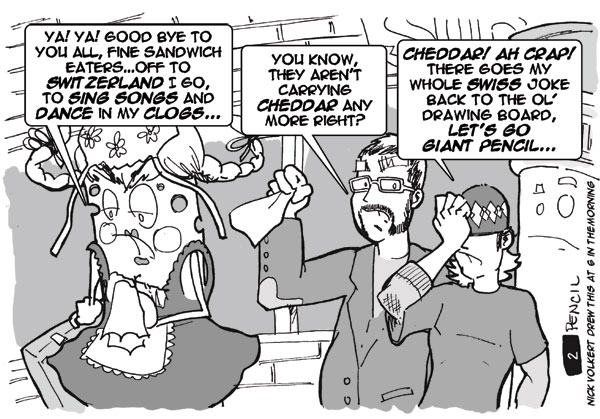 YA! YA! GOOD BYE TO
YOU ALL, FINE SANDWICH
EATERS...OFF TO
SWITZERLAND I GO,
TO SING SONGS AND
DANCE IN MY CLOGS...
YOU KNOW,
THEY AREN'T
CARRYING
CHEDDAR ANY
MORE RIGHT?
CHEDDAR! AH CRAP!
THERE GOES MY
WHOLE SWISS JOKE
BACK TO THE OL'
DRAWING BOARD,
LET'S GO
GIANT PENCIL...
2 PENCIL
NICK VOLKERT DREW THIS AT 6 IN THEMORNING